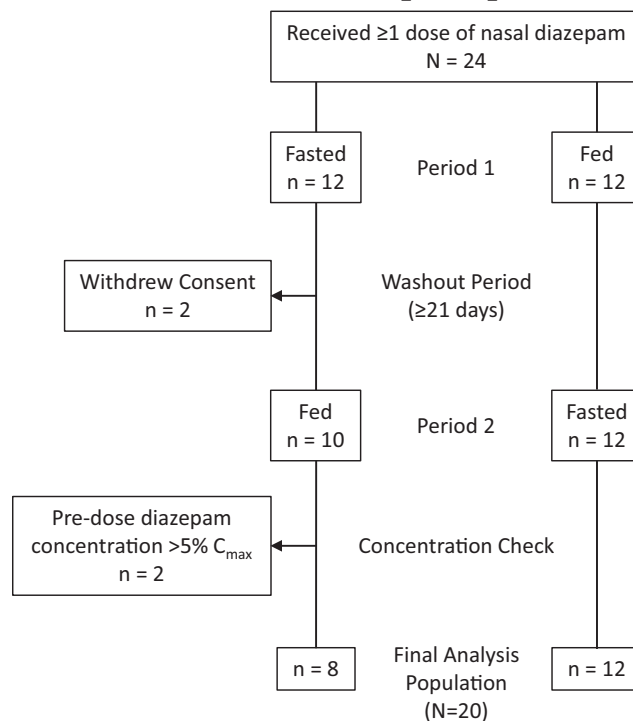 Received ≥1 dose of nasal diazepam
N = 24
Fasted
n = 12
Period 1
Fed
n = 12
Withdrew Consent
n = 2
Washout Period
(≥21 days)
Fed
n = 10
Period 2
Fasted
n = 12
Pre-dose diazepam
concentration >5% Cmax
n = 2
Concentration Check
n = 8
Final Analysis
Population
(N=20)
n = 12